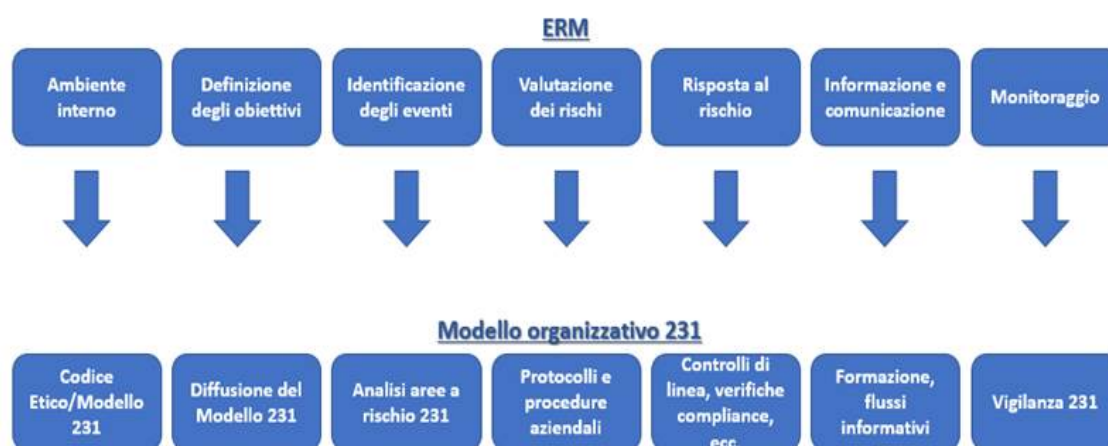 ERM
Ambiente
interno
Definizione
degli obiettivi
Identificazione
degli eventi
Valutazione
dei rischi
Risposta al
rischio
Informazione e
comunicazione
Monitoraggio
Modello organizzativo 231
Codice
Etico/Modello
231
Diffusione del
Modello 231
Analisi aree a
rischio 231
Protocolli e
procedure
aziendali
Controlli di
linea, verifiche
compliance,
ecc
Formazione,
flussi
informativi
Vigilanza 231